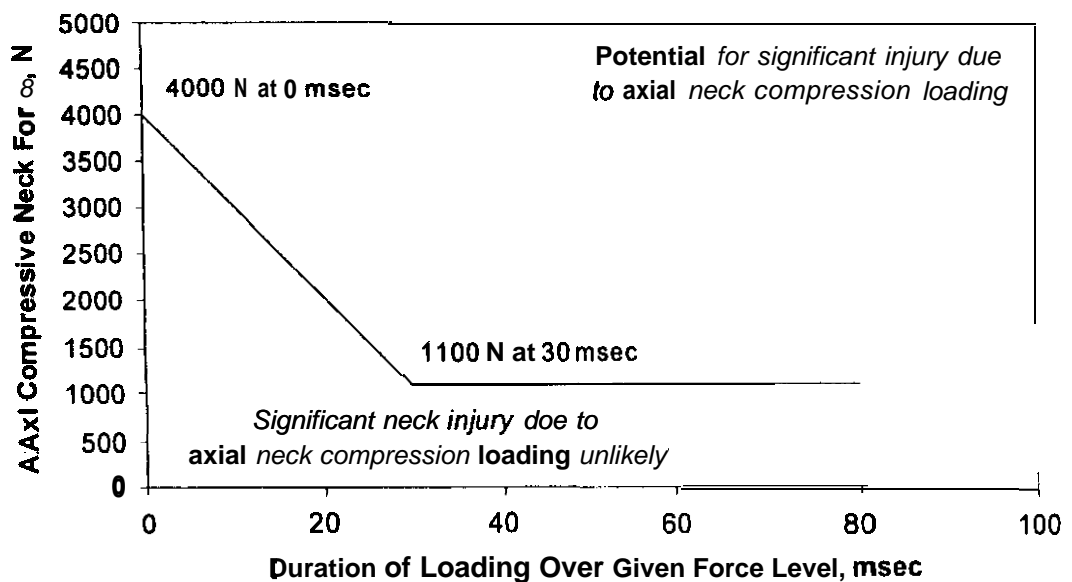 5000
4500
4000
3500
3000
2500
2000
1500
1000
500
0
AAxl Compressive Neck For ∞, N
4000 N at 0 msec
Potential for significant injury due
to axial neck compression loading
1100 N at 30 msec
Significant neck injury doe to
axial neck compression loading unlikely
0 20 40 60 80 100
Duration of Loading Over Given Force Level, msec